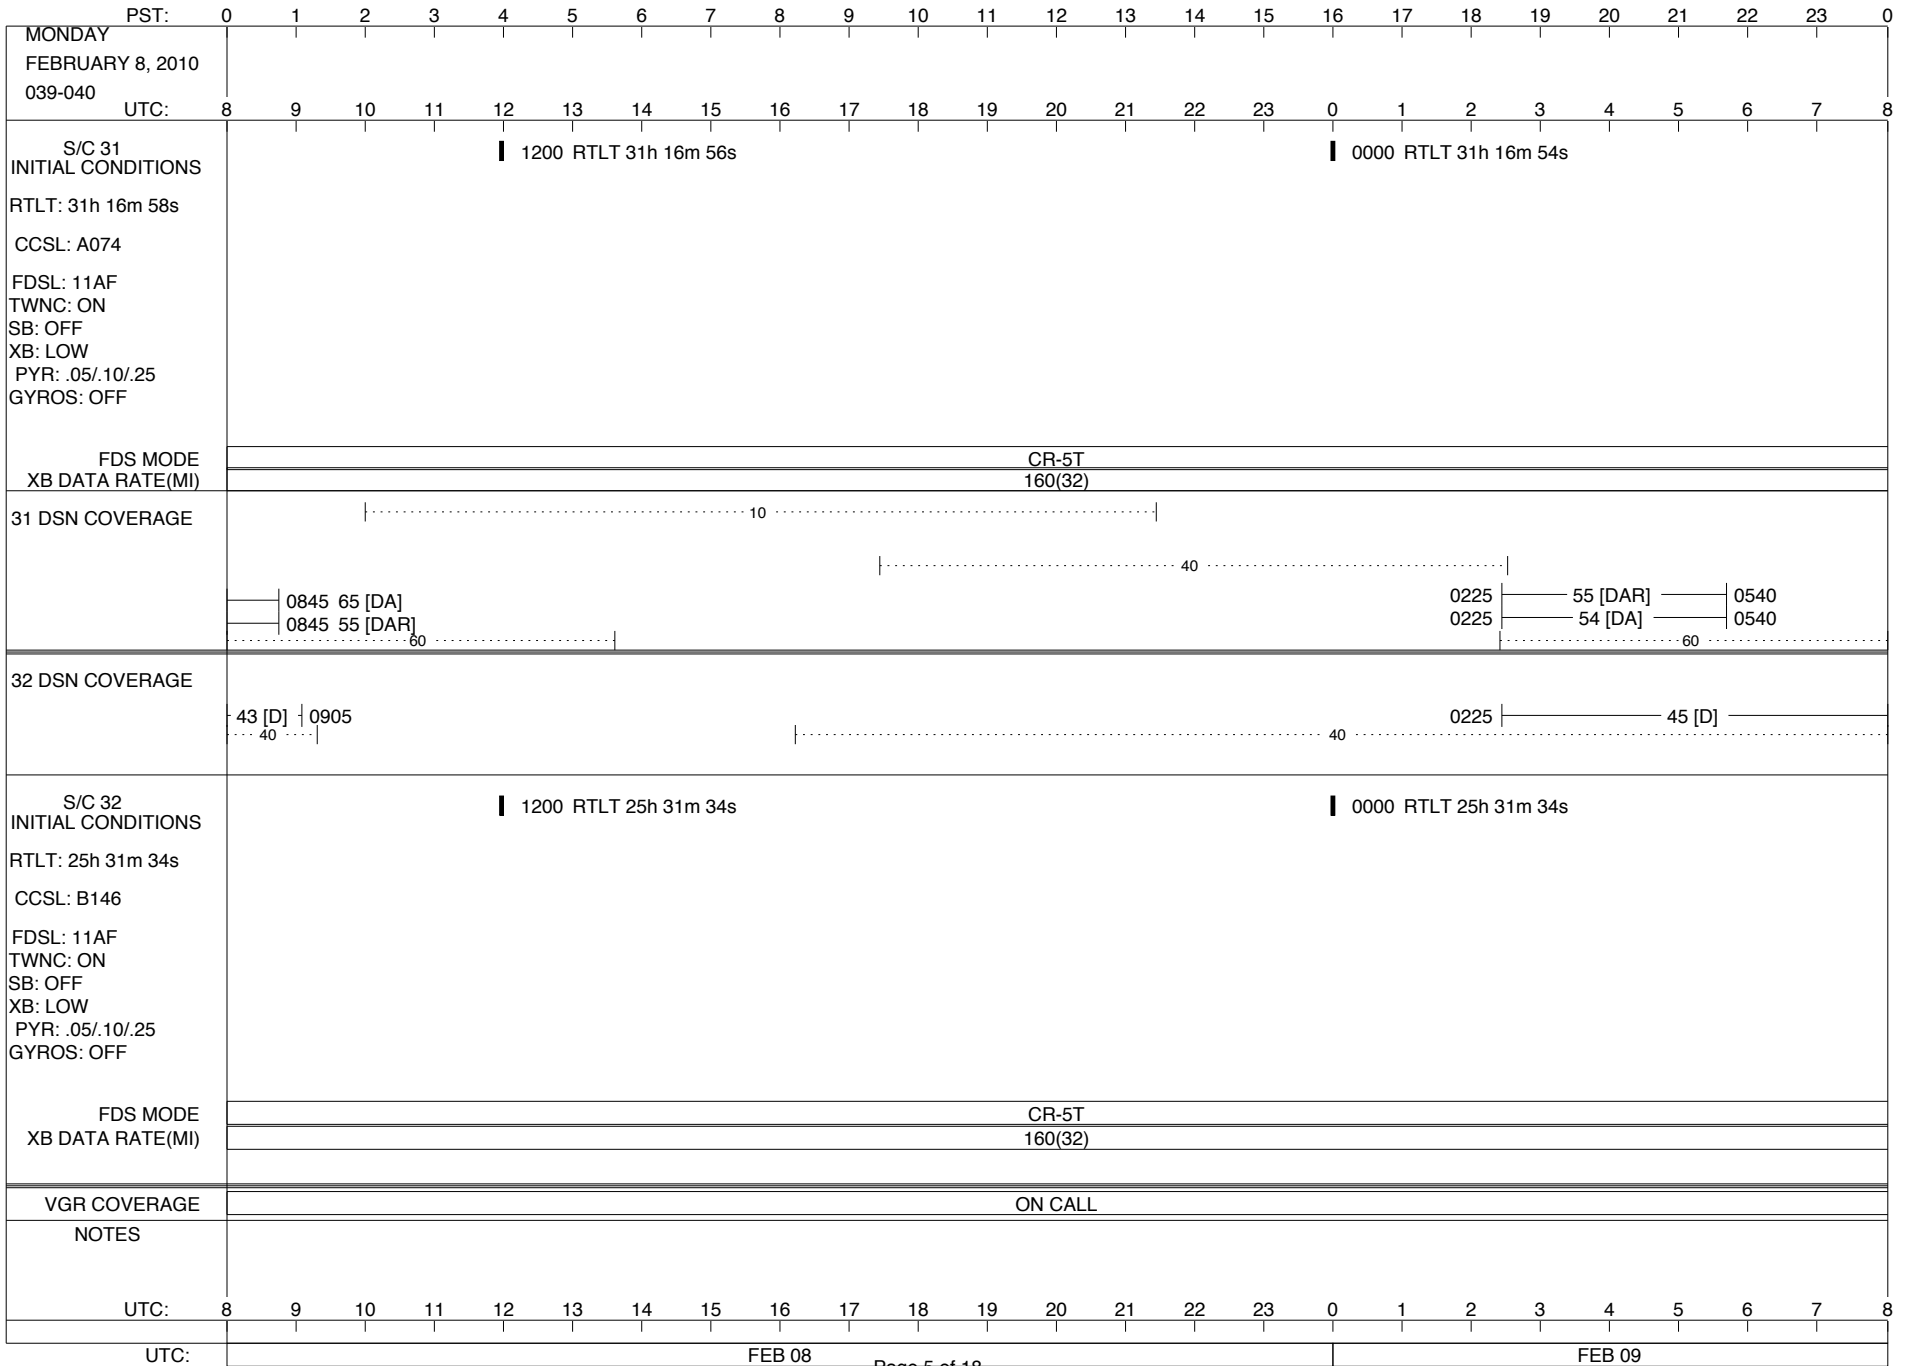 PST: 0 1 2 3 4 5 6 7 8 9 10 11 12 13 14 15 16 17 18 19 20 21 22 23 0
MONDAY
FEBRUARY 8, 2010
039-040
UTC: 8 9 10 11 12 13 14 15 16 17 18 19 20 21 22 23 0 1 2 3 4 5 6 7 8
S/C 31
INITIAL CONDITIONS
1200 RTLT 31h 16m 56s
0000 RTLT 31h 16m 54s
RTLT: 31h 16m 58s
CCSL: A074
FDSL: 11AF
TWNC: ON
SB: OFF
XB: LOW
PYR: .05/.10/.25
GYROS: OFF
FDS MODE CR-5T
XB DATA RATE(MI) 160(32)
31 DSN COVERAGE
10
40
0845 65 [DA]
0225 55 [DAR] 0540
0845 55 [DAR]
0225 54 [DA] 0540
60
60
32 DSN COVERAGE
43 [D] 0905
0225 45 [D]
40
40
S/C 32
INITIAL CONDITIONS
1200 RTLT 25h 31m 34s
0000 RTLT 25h 31m 34s
RTLT: 25h 31m 34s
CCSL: B146
FDSL: 11AF
TWNC: ON
SB: OFF
XB: LOW
PYR: .05/.10/.25
GYROS: OFF
FDS MODE CR-5T
XB DATA RATE(MI) 160(32)
VGR COVERAGE ON CALL
NOTES
UTC: 8 9 10 11 12 13 14 15 16 17 18 19 20 21 22 23 0 1 2 3 4 5 6 7 8
UTC: FEB 08 FEB 09
Page 5 of 18